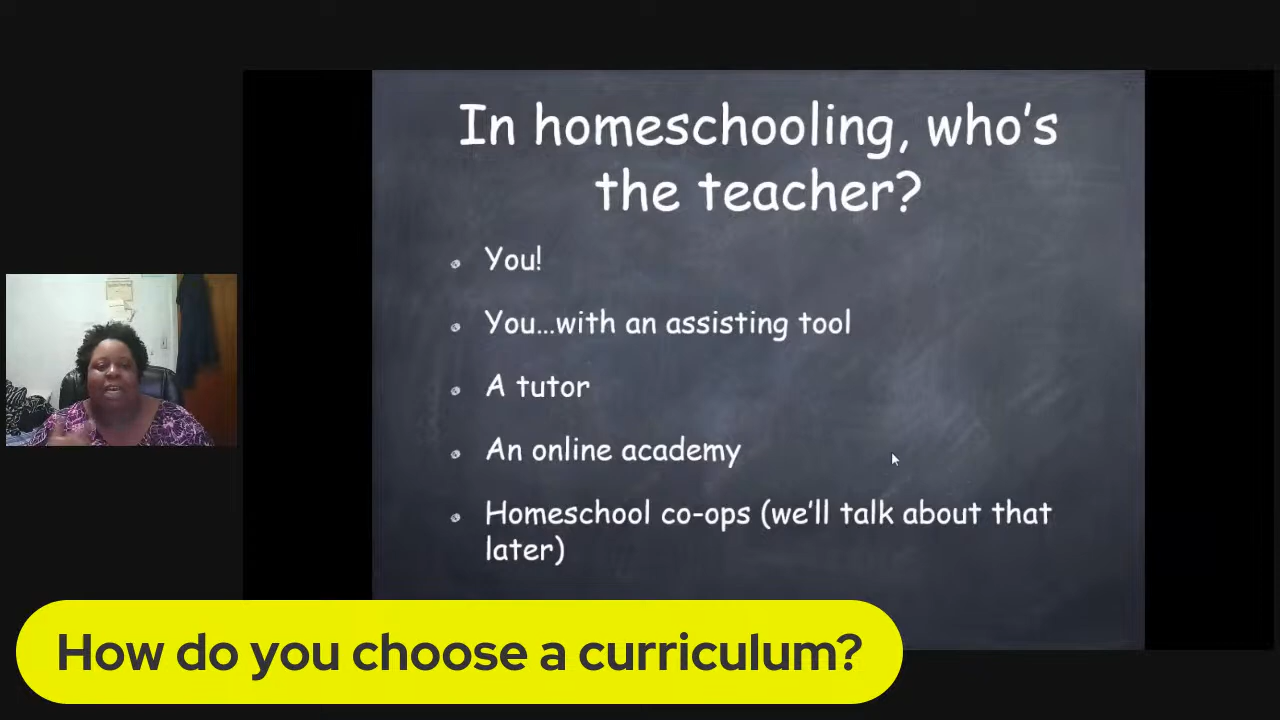 In homeschooling, who's
the teacher?
You!
You...with an assisting tool
A tutor
An online academy
Homeschool co-ops (we'll talk about that
later)
How do you choose a curriculum?